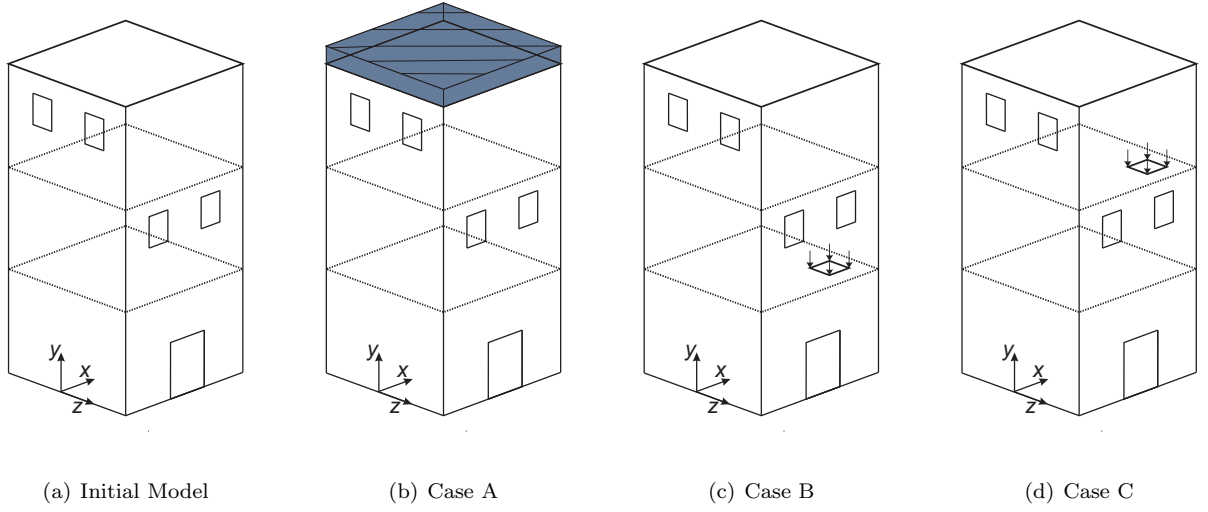 y
x
z
y
x
z
y
x
z
y
x
z
(a) Initial Model
(b) Case A
(c) Case B
(d) Case C